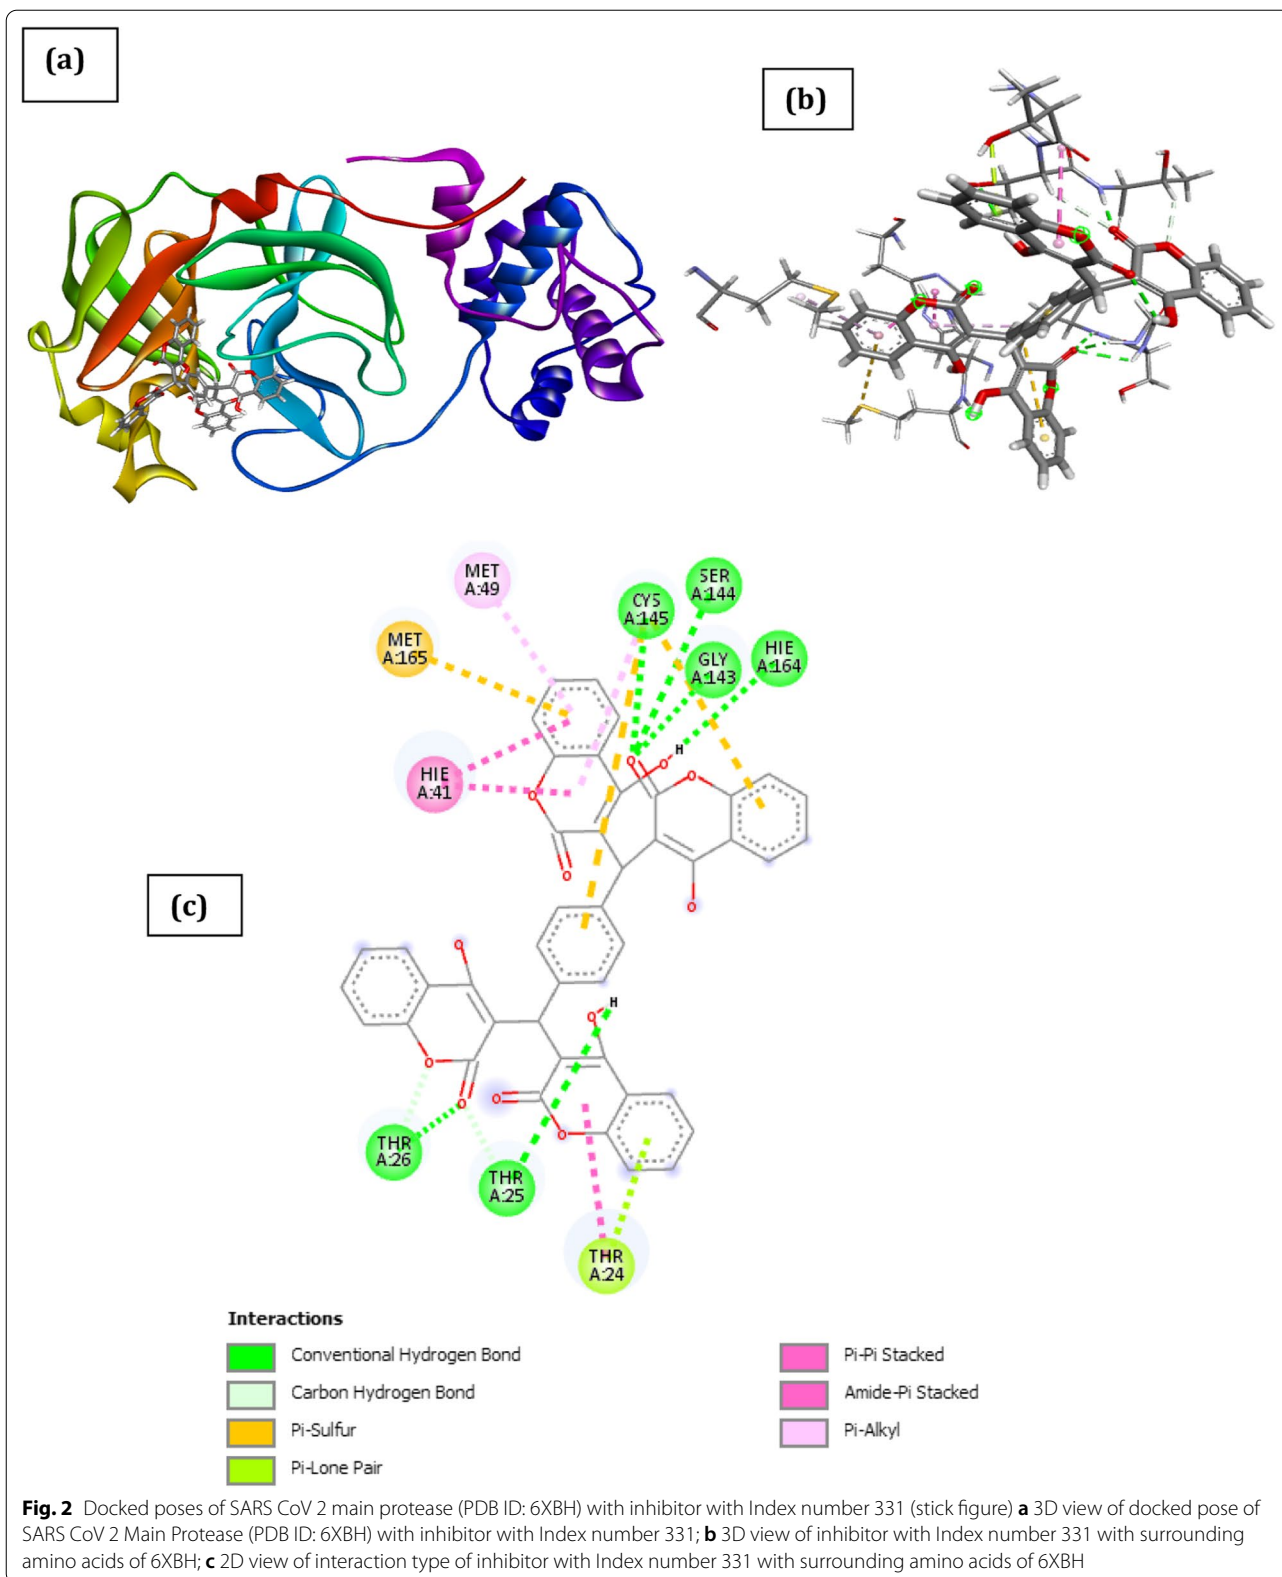 (a)
(b)
MET
A:49
SER
A:144
CYS
A:145
MET
A:165
GLY
A:143
HIE
A:164
H
O
O
O
HIE
A:41
O
O
O
(c)
O
H
O
O
O
O
O
THR
A:26
THR
A:25
THR
A:24
Interactions
Conventional Hydrogen Bond
Carbon Hydrogen Bond
Pi-Sulfur
Pi-Lone Pair
Pi-Pi Stacked
Amide-Pi Stacked
Pi-Alkyl
Fig. 2 Docked poses of SARS CoV 2 main protease (PDB ID: 6XBH) with inhibitor with Index number 331 (stick figure) a 3D view of docked pose of
SARS CoV 2 Main Protease (PDB ID: 6XBH) with inhibitor with Index number 331; b 3D view of inhibitor with Index number 331 with surrounding
amino acids of 6XBH; c 2D view of interaction type of inhibitor with Index number 331 with surrounding amino acids of 6XBH